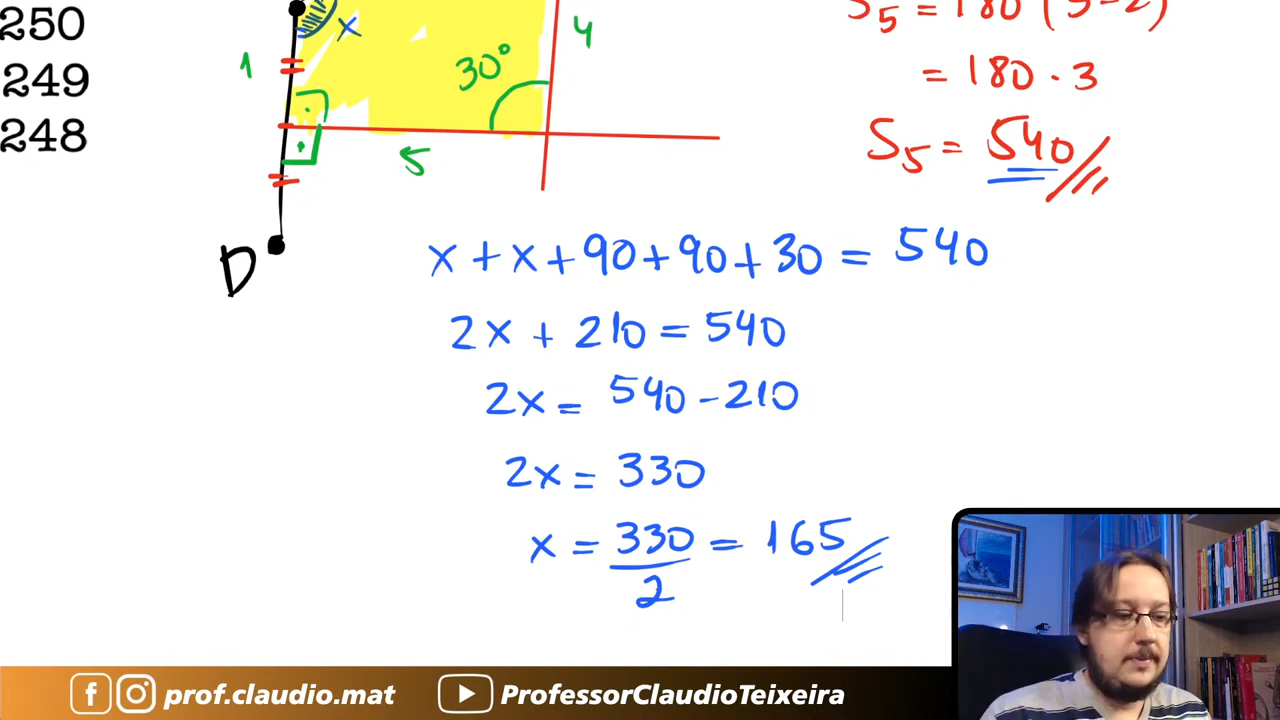 250
249
248
1
x
30°
4
5
D
S5 = 180 (5-2)
= 180 · 3
S5 = 540
x + x + 90 + 90 + 30 = 540
2x + 210 = 540
2x = 540 - 210
2x = 330
x = 330/2 = 165
prof.claudio.mat
ProfessorClaudioTeixeira